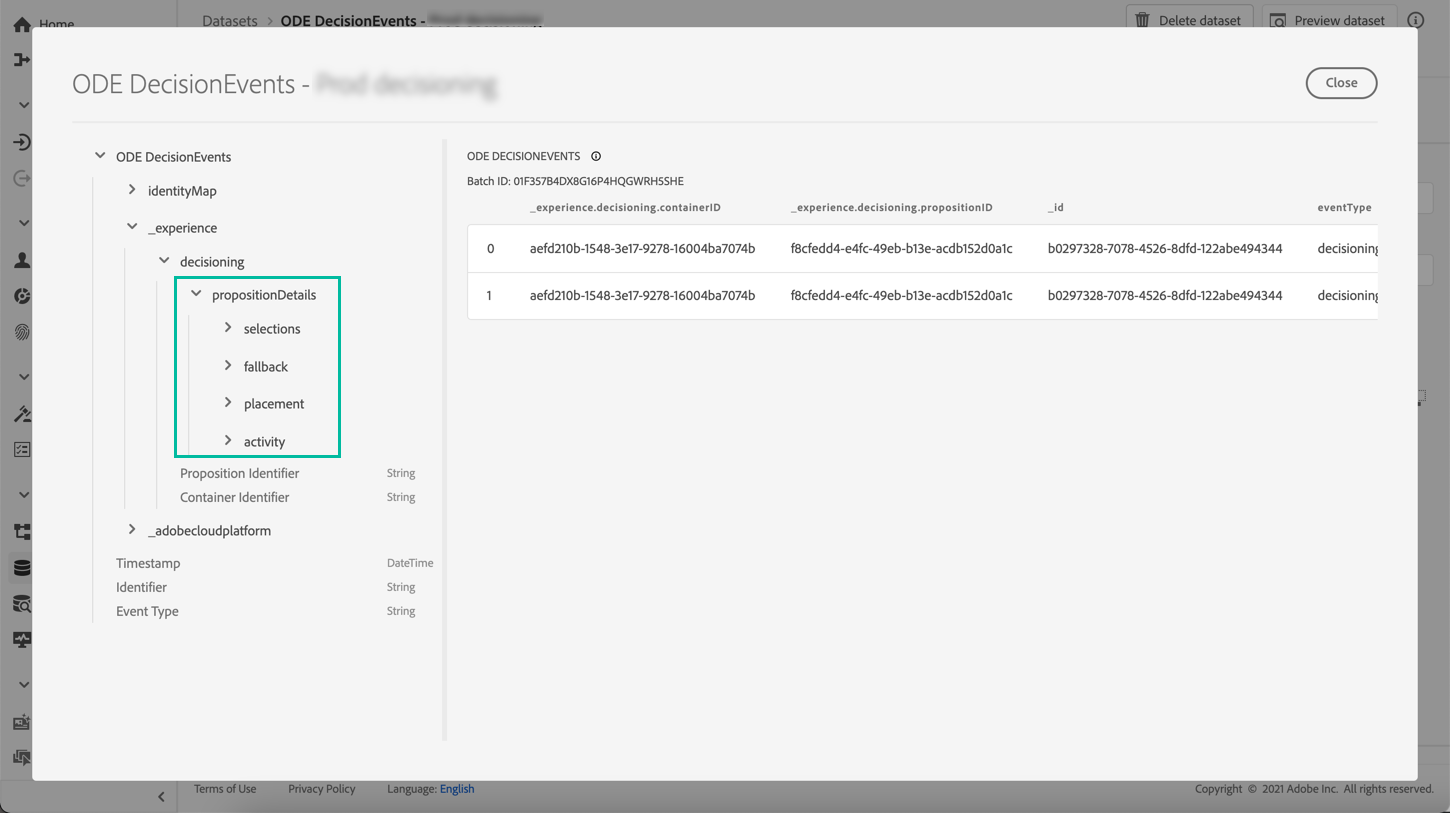 Home
Datasets > ODE DecisionEvents -
Delete dataset
Preview dataset
ODE DecisionEvents - Prod decisioning
Close
ODE DecisionEvents
identityMap
_experience
decisioning
propositionDetails
selections
fallback
placement
activity
Proposition Identifier String
Container Identifier String
_adobecloudplatform
Timestamp DateTime
Identifier String
Event Type String
ODE DECISIONEVENTS
Batch ID: 01F357B4DX8G16P4HQGWRH5SHE
_experience.decisioning.containerID _experience.decisioning.propositionID _id eventType
0 aefd210b-1548-3e17-9278-16004ba7074b f8cfedd4-e4fc-49eb-b13e-acdb152d0a1c b0297328-7078-4526-8dfd-122abe494344 decisioning
1 aefd210b-1548-3e17-9278-16004ba7074b f8cfedd4-e4fc-49eb-b13e-acdb152d0a1c b0297328-7078-4526-8dfd-122abe494344 decisioning
Terms of Use Privacy Policy Language: English
Copyright © 2021 Adobe Inc. All rights reserved.